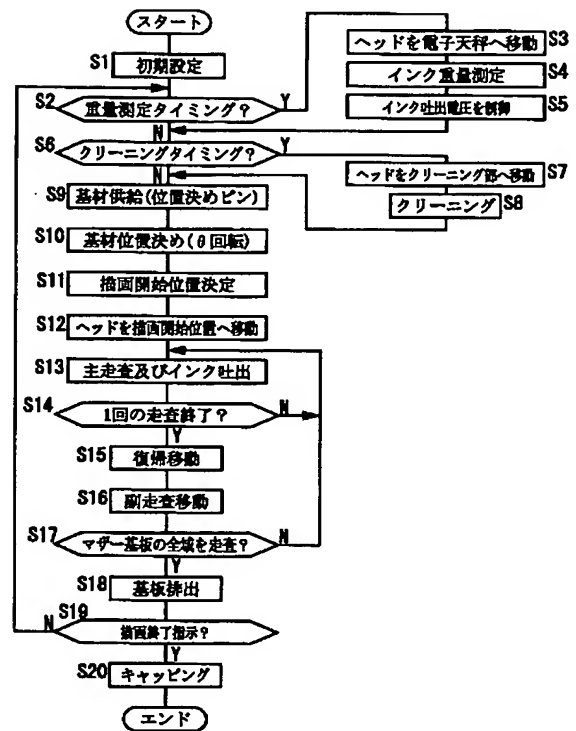 スタート
S1 初期設定
S2 重量測定タイミング?
Y
N
S3 ヘッドを電子天秤へ移動
S4 インク重量測定
S5 インク吐出電圧を制御
S6 クリーニングタイミング?
Y
N
S7 ヘッドをクリーニング部へ移動
S8 クリーニング
S9 基材供給(位置決めピン)
S10 基材位置決め(θ回転)
S11 描画開始位置決定
S12 ヘッドを描画開始位置へ移動
S13 主走査及びインク吐出
S14 1回の走査終了?
N
Y
S15 復帰移動
S16 副走査移動
S17 マザー基板の全域を走査?
N
Y
S18 基板排出
S19 描画終了指示?
N
Y
S20 キャッピング
エンド